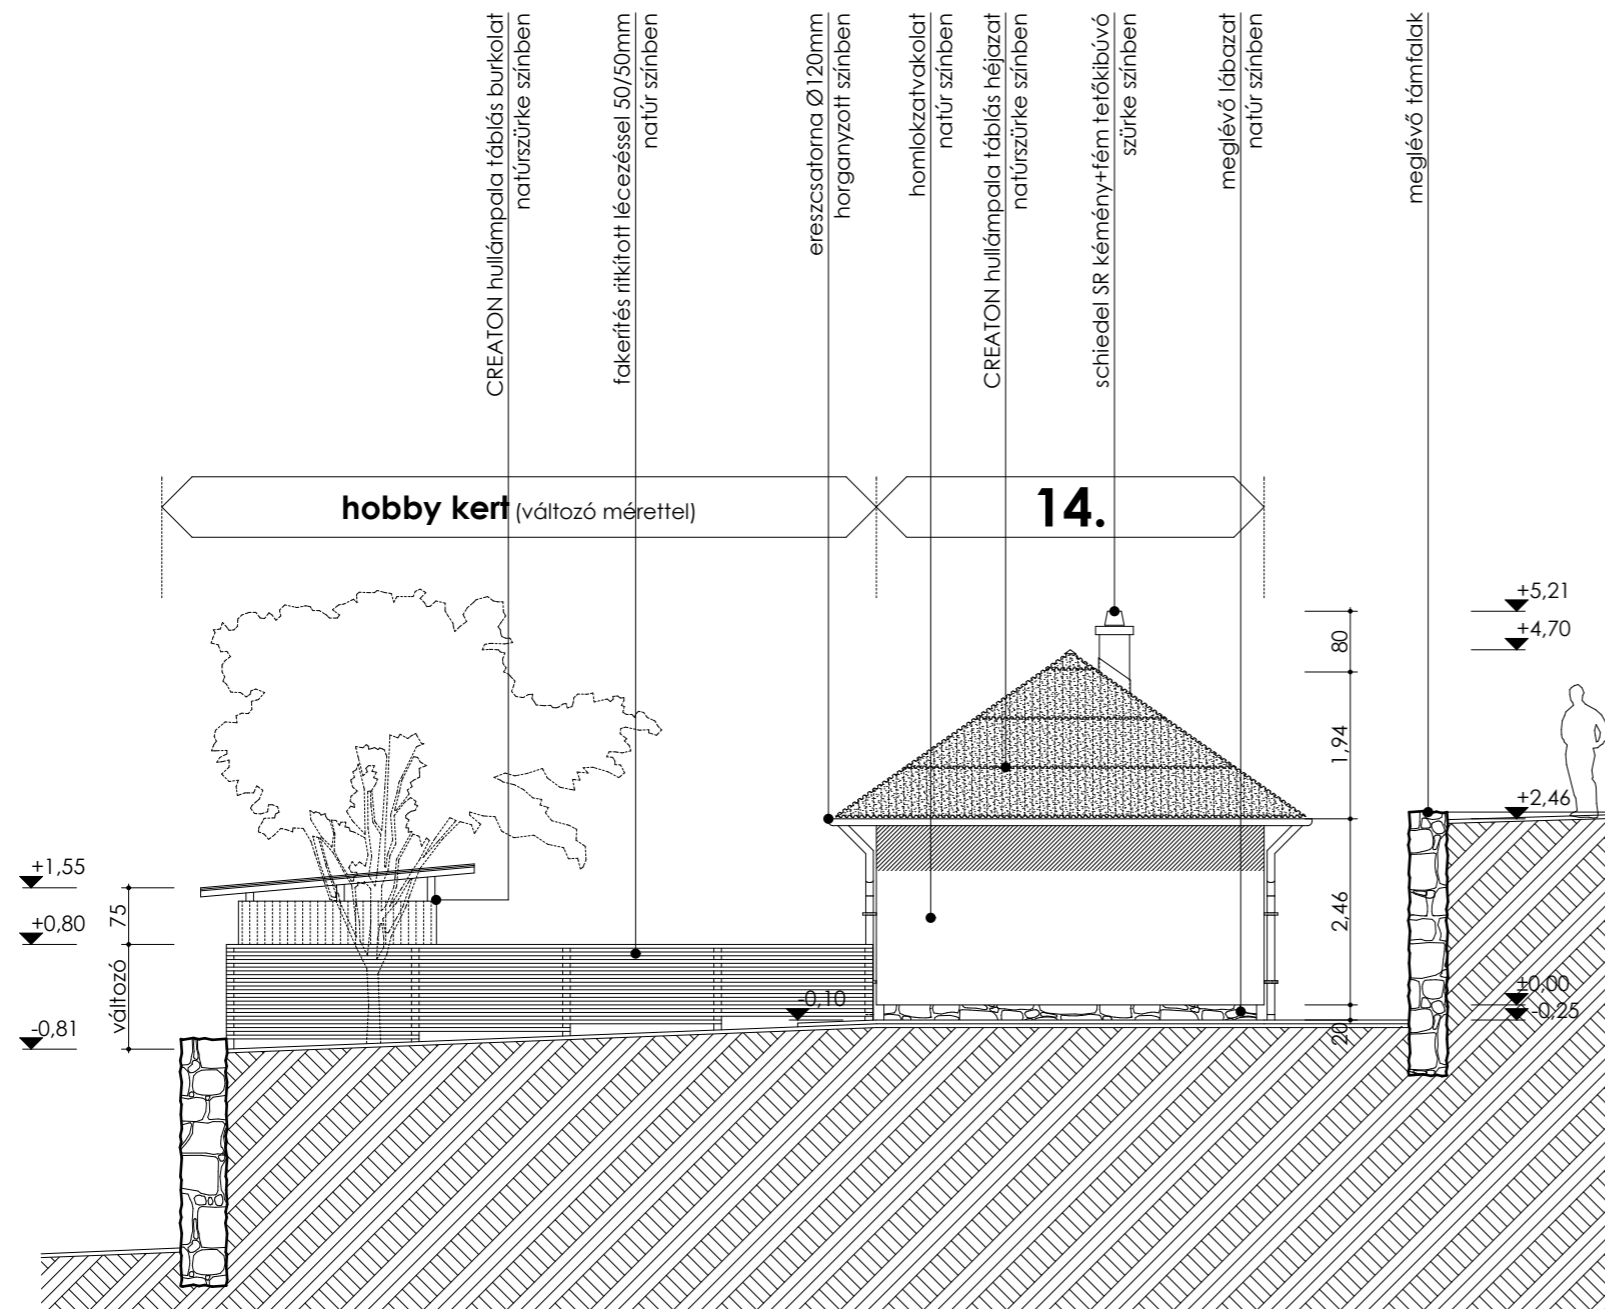 CREATON hullámpala táblás burkolat
natúrszürke színben
fakerítés ritkított lécezéssel 50/50mm
natúr színben
ereszcsatorna Ø120mm
horganyzott színben
homlokzatvakolat
natúr színben
CREATON hullámpala táblás héjazat
natúrszürke színben
schiedel SR kémény+fém tetőkibúvó
szürke színben
meglévő lábazat
natúr színben
meglévő támfalak
hobby kert (változó mérettel)
14.
+5,21
+4,70
80
1,94
+2,46
2,46
±0,00
-0,25
20
+1,55
75
+0,80
változó
-0,81
-0,10